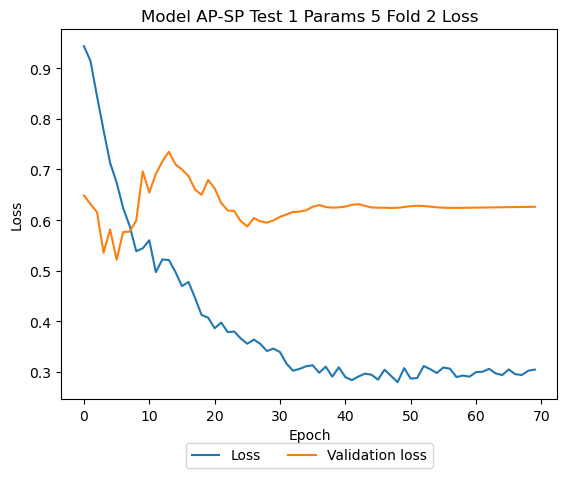 Model AP-SP Test 1 Params 5 Fold 2 Loss
Loss
0.9
0.8
0.7
0.6
0.5
0.4
0.3
0 10 20 30 40 50 60 70
Epoch
Loss Validation loss